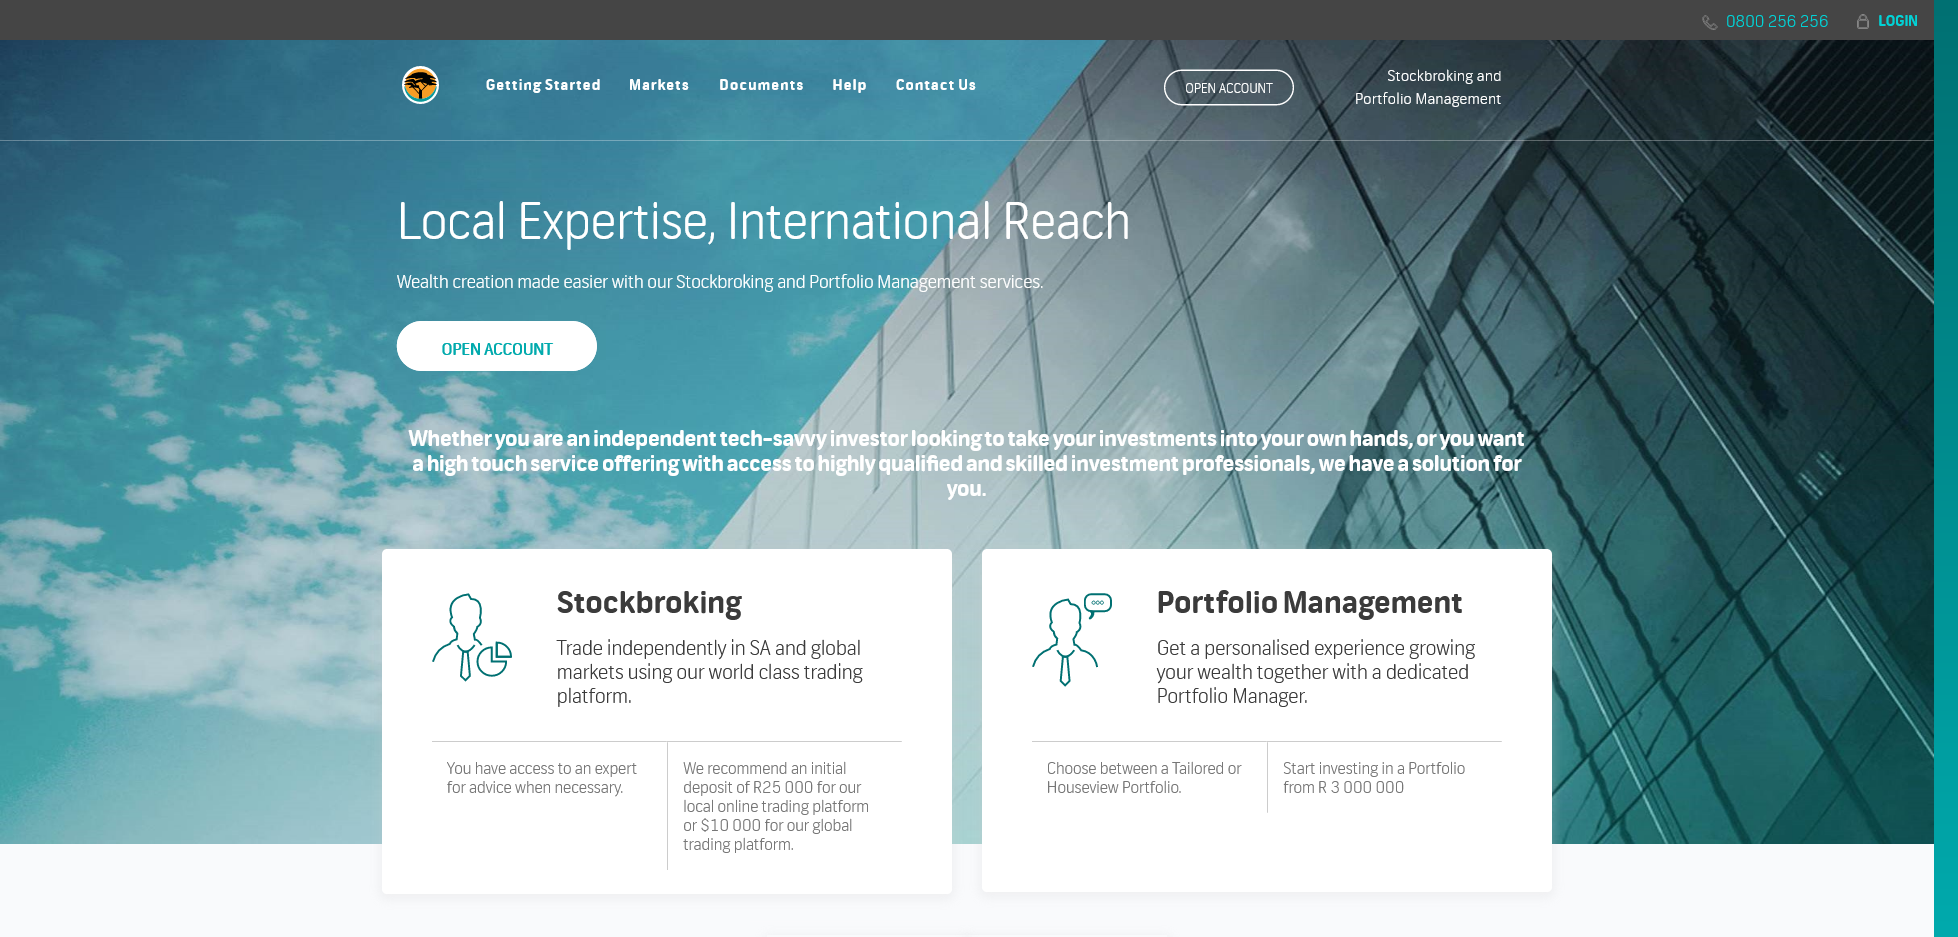 0800 256 256
LOGIN
Getting Started
Markets
Documents
Help
Contact Us
OPEN ACCOUNT
Stockbroking and
Portfolio Management
Local Expertise, International Reach
Wealth creation made easier with our Stockbroking and Portfolio Management services.
OPEN ACCOUNT
Whether you are an independent tech-savvy investor looking to take your investments into your own hands, or you want
a high touch service offering with access to highly qualified and skilled investment professionals, we have a solution for
you.
Stockbroking
Trade independently in SA and global
markets using our world class trading
platform.
You have access to an expert
for advice when necessary.
We recommend an initial
deposit of R25 000 for our
local online trading platform
or $10 000 for our global
trading platform.
Portfolio Management
Get a personalised experience growing
your wealth together with a dedicated
Portfolio Manager.
Choose between a Tailored or
Houseview Portfolio.
Start investing in a Portfolio
from R 3 000 000